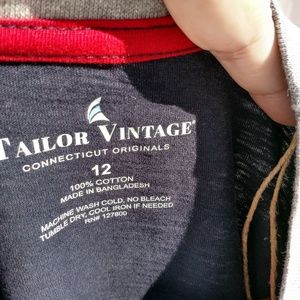 TAILOR VINTAGE®
CONNECTICUT ORIGINALS
12
100% COTTON
MADE IN BANGLADESH
MACHINE WASH COLD, NO BLEACH
TUMBLE DRY, COOL IRON IF NEEDED
RN# 127800